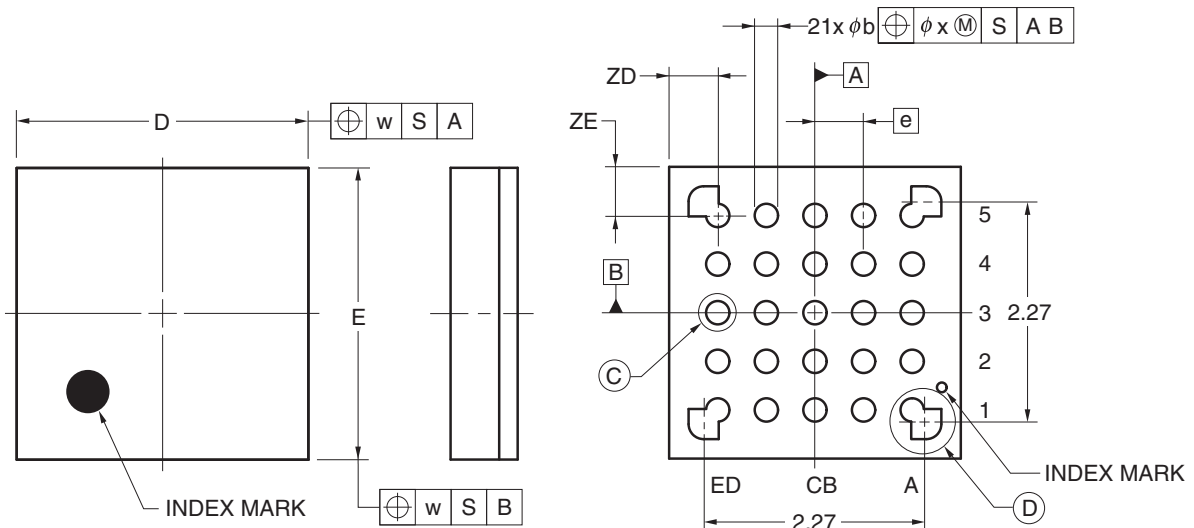 21x φb ⌖ φ x Ⓜ S A B
ZD
A
D
⌖ w S A
ZE
e
5
B
4
E
3
2.27
C
2
1
INDEX MARK
ED
CB
A
INDEX MARK
D
⌖ w S B
2.27